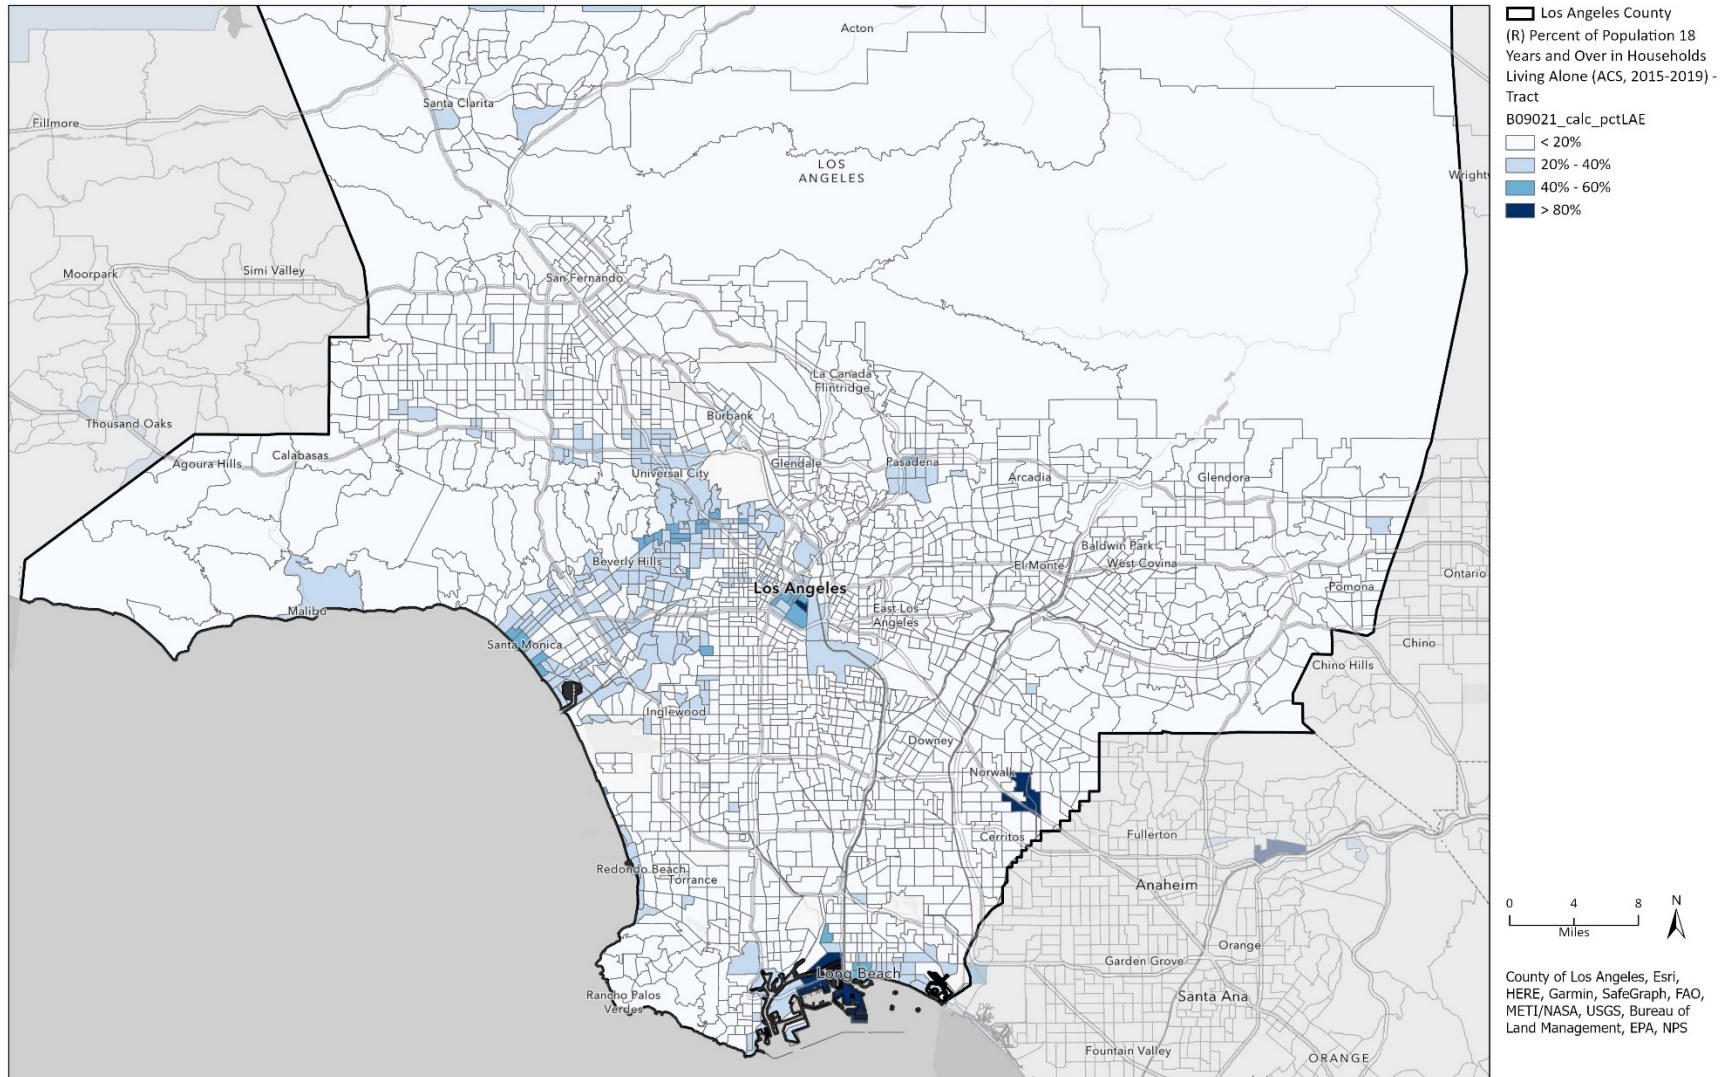 Acton
Santa Clarita
Fillmore
LOS
ANGELES
Wrightw
Moorpark
Simi Valley
San Fernando
La Canada
Flintridge
Thousand Oaks
Burbank
Agoura Hills
Calabasas
Universal City
Glendale
Pasadena
Arcadia
Glendora
Beverly Hills
Baldwin Park
El Monte
West Covina
Los Angeles
Ontario
Pomona
Malibu
East Los
Angeles
Santa Monica
Chino
Chino Hills
Inglewood
Downey
Norwalk
Cerritos
Fullerton
Redondo Beach
Torrance
Anaheim
Orange
Garden Grove
Long Beach
Rancho Palos
Verdes
Santa Ana
Fountain Valley
ORANGE
Los Angeles County
(R) Percent of Population 18
Years and Over in Households
Living Alone (ACS, 2015-2019) -
Tract
B09021_calc_pctLAE
< 20%
20% - 40%
40% - 60%
> 80%
0 4 8
Miles
N
County of Los Angeles, Esri,
HERE, Garmin, SafeGraph, FAO,
METI/NASA, USGS, Bureau of
Land Management, EPA, NPS